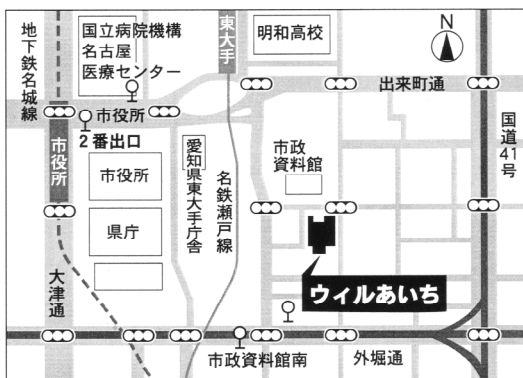 国立病院機構
名古屋
医療センター
東大手
明和高校
N
地下鉄名城線
出来町通
市役所
2番出口
国道41号
市役所
市役所
愛知県東大手庁舎
名鉄瀬戸線
市政
資料館
県庁
大津通
ウィルあいち
市政資料館南
外堀通